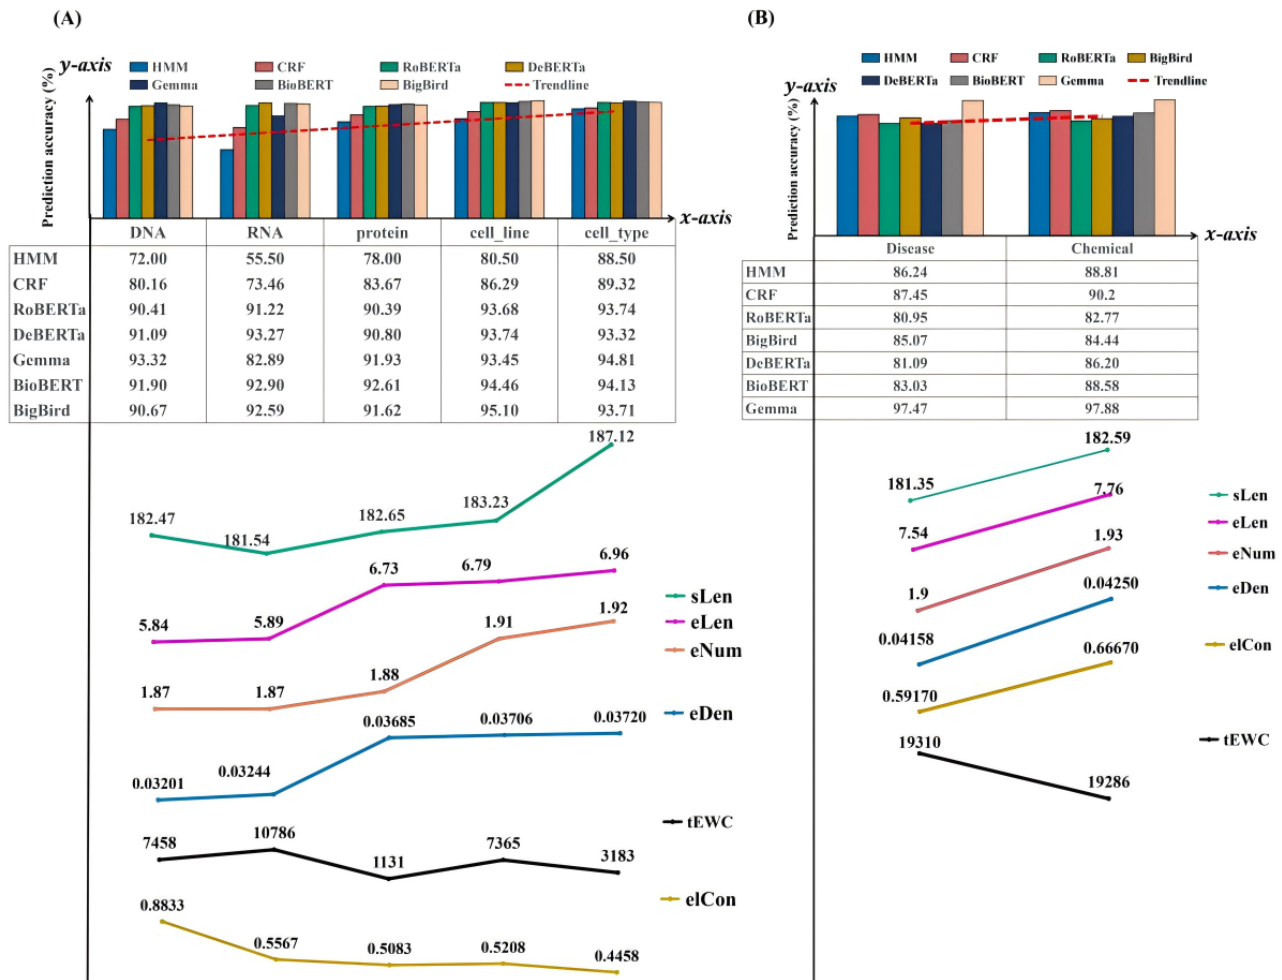 (A)
y-axis
HMM CRF RoBERTa DeBERTa
Gemma BioBERT BigBird Trendline
Prediction accuracy (%)
x-axis
DNA RNA protein cell_line cell_type
HMM 72.00 55.50 78.00 80.50 88.50
CRF 80.16 73.46 83.67 86.29 89.32
RoBERTa 90.41 91.22 90.39 93.68 93.74
DeBERTa 91.09 93.27 90.80 93.74 93.32
Gemma 93.32 82.89 91.93 93.45 94.81
BioBERT 91.90 92.90 92.61 94.46 94.13
BigBird 90.67 92.59 91.62 95.10 93.71
182.47 181.54 182.65 183.23 187.12
5.84 5.89 6.73 6.79 6.96
1.87 1.87 1.88 1.91 1.92
0.03201 0.03244 0.03685 0.03706 0.03720
7458 10786 1131 7365 3183
0.8833 0.5567 0.5083 0.5208 0.4458
sLen
eLen
eNum
eDen
tEWC
elCon
(B)
y-axis
HMM CRF RoBERTa BigBird
DeBERTa BioBERT Gemma Trendline
Prediction accuracy (%)
x-axis
Disease Chemical
HMM 86.24 88.81
CRF 87.45 90.2
RoBERTa 80.95 82.77
BigBird 85.07 84.44
DeBERTa 81.09 86.20
BioBERT 83.03 88.58
Gemma 97.47 97.88
181.35 182.59
7.54 7.76
1.9 1.93
0.04158 0.04250
0.59170 0.66670
19310 19286
sLen
eLen
eNum
eDen
elCon
tEWC